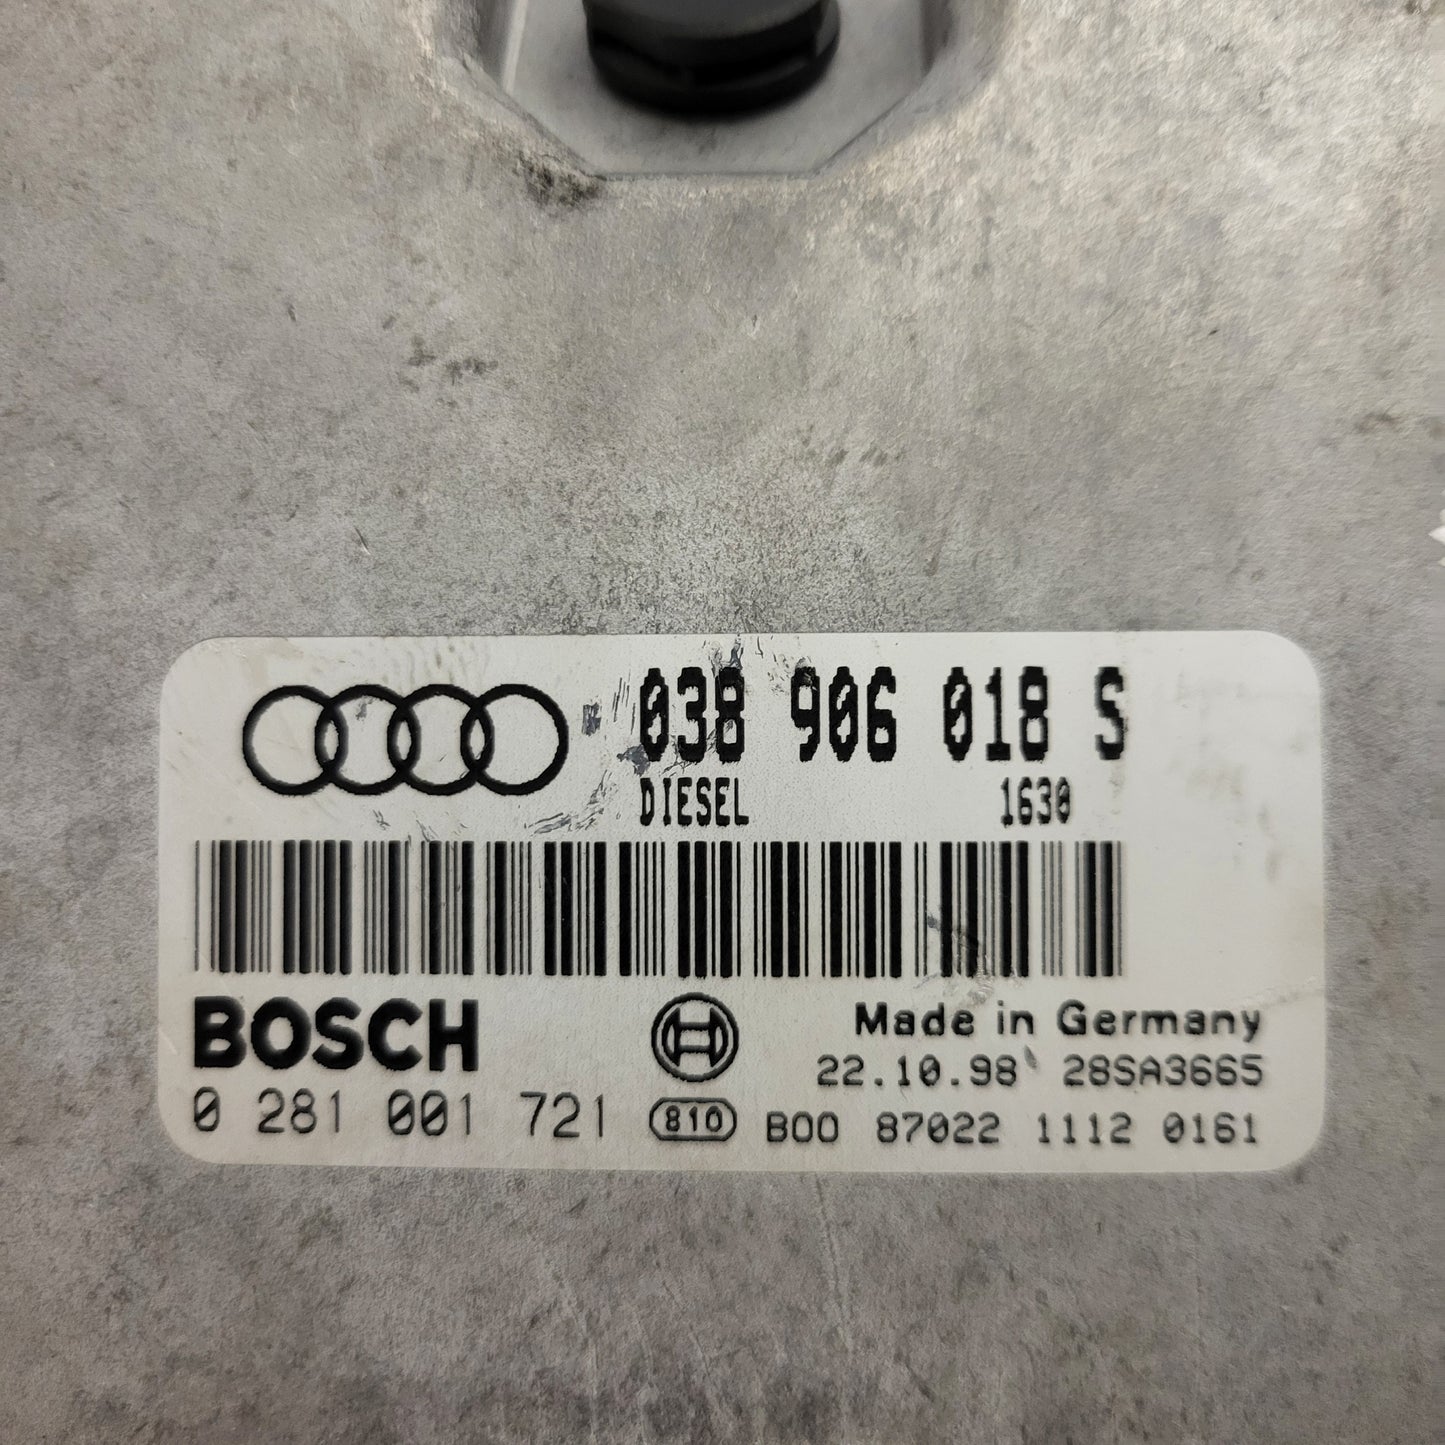 038 906 018 S
DIESEL 1630
BOSCH
Made in Germany
22.10.98 28SA3665
0 281 001 721 810 B00 87022 1112 0161